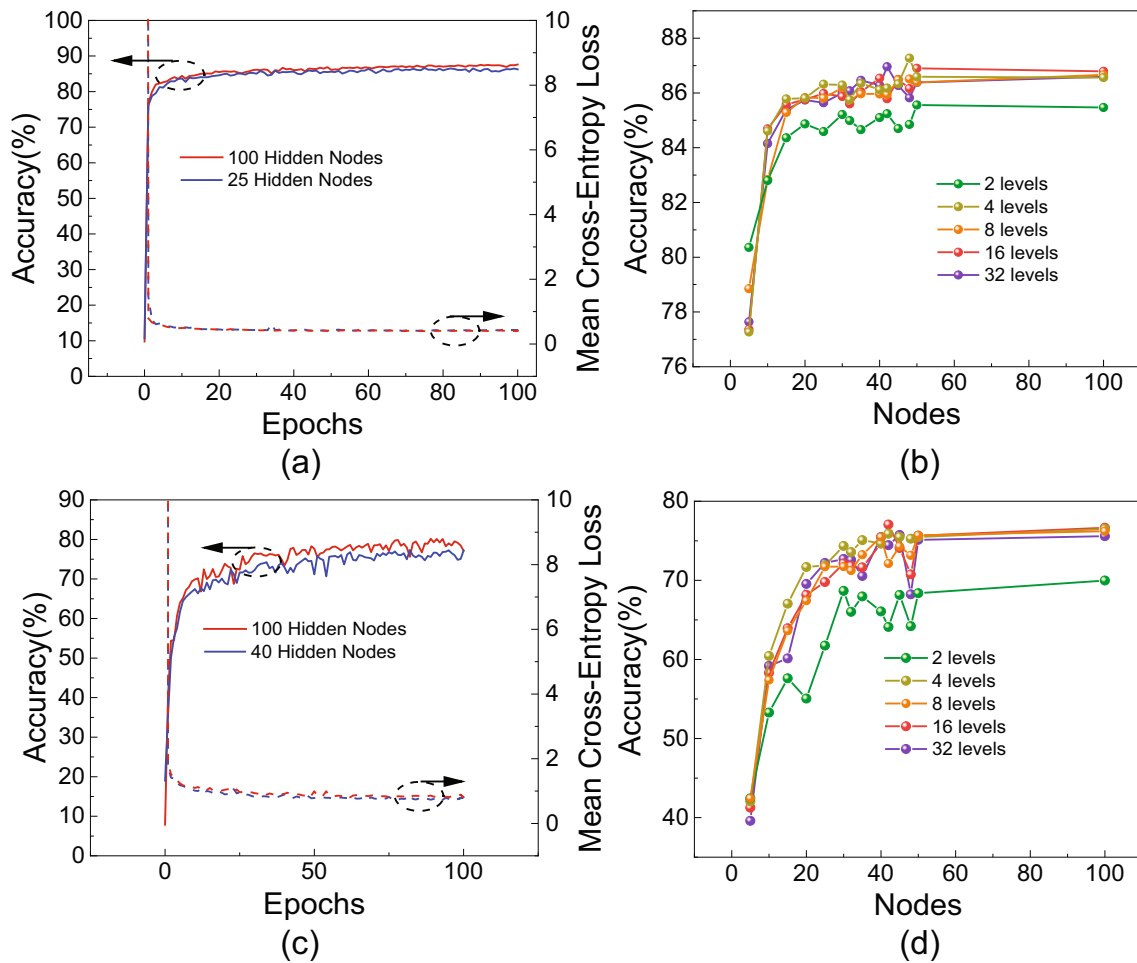 100
90
80
70
60
50
40
30
20
10
0
Accuracy(%)
10
8
6
4
2
0
Mean Cross-Entropy Loss
100 Hidden Nodes
25 Hidden Nodes
0 20 40 60 80 100
Epochs
(a)
88
86
84
82
80
78
76
Accuracy(%)
2 levels
4 levels
8 levels
16 levels
32 levels
0 20 40 60 80 100
Nodes
(b)
90
80
70
60
50
40
30
20
10
0
Accuracy(%)
10
8
6
4
2
0
Mean Cross-Entropy Loss
100 Hidden Nodes
40 Hidden Nodes
0 50 100
Epochs
(c)
80
70
60
50
40
Accuracy(%)
2 levels
4 levels
8 levels
16 levels
32 levels
0 20 40 60 80 100
Nodes
(d)